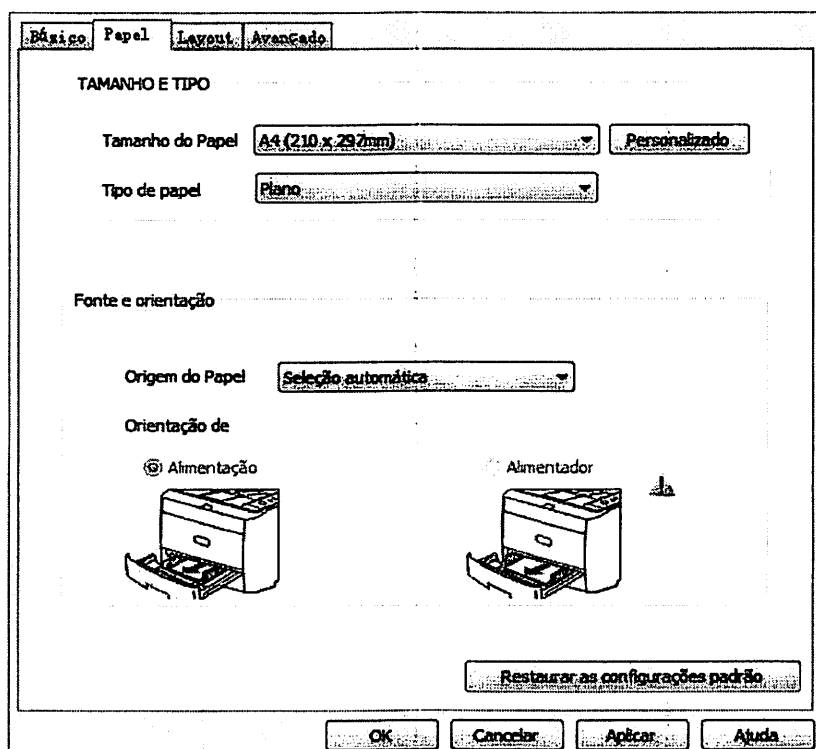 Básico Papel Layout Avançado
TAMANHO E TIPO
Tamanho do Papel A4 (210 x 297mm) Personalizado
Tipo de papel Plano
Fonte e orientação
Origem do Papel Seleção automática
Orientação de
Alimentação Alimentador
Restaurar as configurações padrão
OK Cancelar Aplicar Ajuda